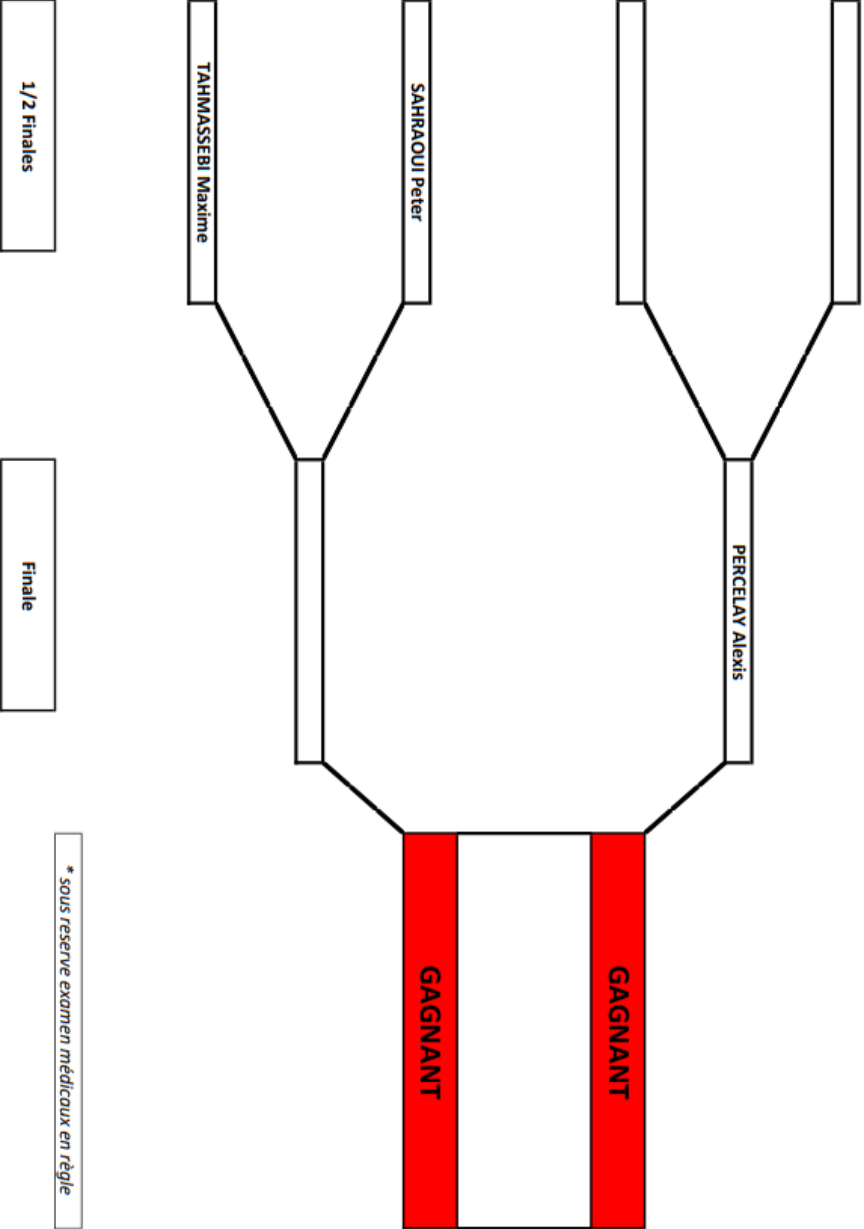 1/2 Finales
Finale
* sous reserve examen médicaux en règle
TAHMASSEBI Maxime
SAHRAOUI Peter
PERCELAY Alexis
GAGNANT
GAGNANT